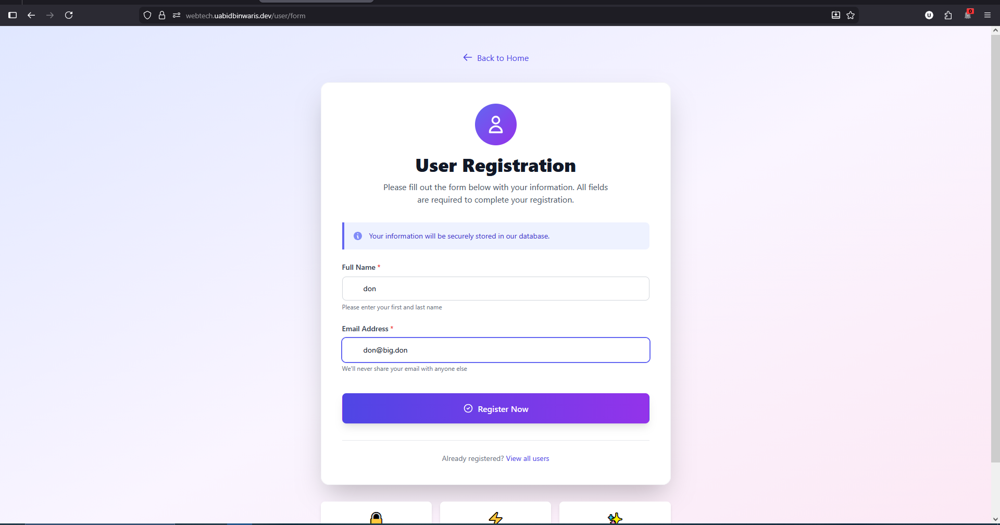 webtech.uabidbinwaris.dev/user/form
U
0
Back to Home
User Registration
Please fill out the form below with your information. All fields
are required to complete your registration.
Your information will be securely stored in our database.
Full Name *
don
Please enter your first and last name
Email Address *
don@big.don
We'll never share your email with anyone else
Register Now
Already registered? View all users